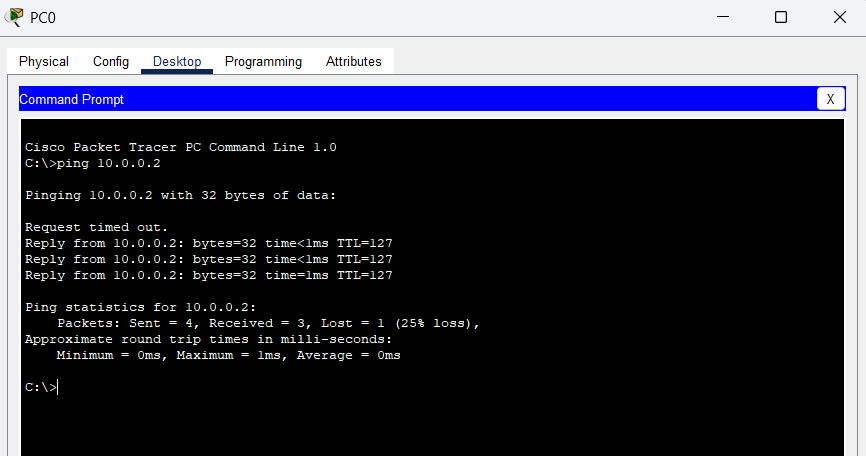 PC0
Physical Config Desktop Programming Attributes
Command Prompt X
Cisco Packet Tracer PC Command Line 1.0
C:\>ping 10.0.0.2
Pinging 10.0.0.2 with 32 bytes of data:
Request timed out.
Reply from 10.0.0.2: bytes=32 time<1ms TTL=127
Reply from 10.0.0.2: bytes=32 time<1ms TTL=127
Reply from 10.0.0.2: bytes=32 time=1ms TTL=127
Ping statistics for 10.0.0.2:
    Packets: Sent = 4, Received = 3, Lost = 1 (25% loss),
Approximate round trip times in milli-seconds:
    Minimum = 0ms, Maximum = 1ms, Average = 0ms
C:\>